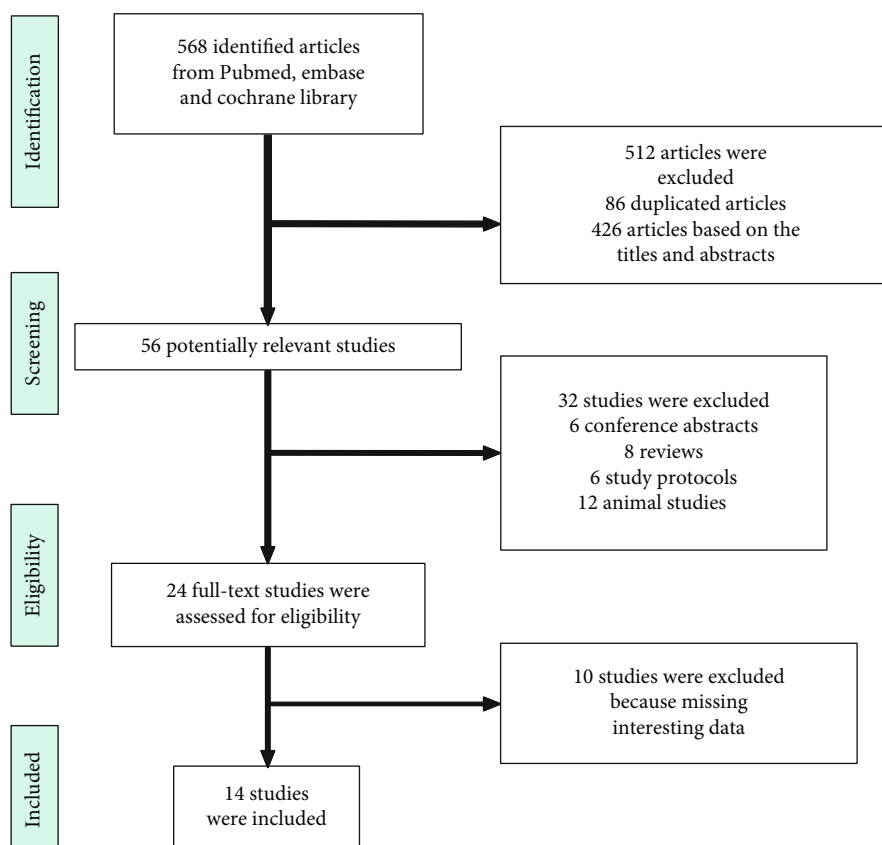 Identification
568 identified articles
from Pubmed, embase
and cochrane library
512 articles were
excluded
86 duplicated articles
426 articles based on the
titles and abstracts
Screening
56 potentially relevant studies
32 studies were excluded
6 conference abstracts
8 reviews
6 study protocols
12 animal studies
Eligibility
24 full-text studies were
assessed for eligibility
10 studies were excluded
because missing
interesting data
Included
14 studies
were included